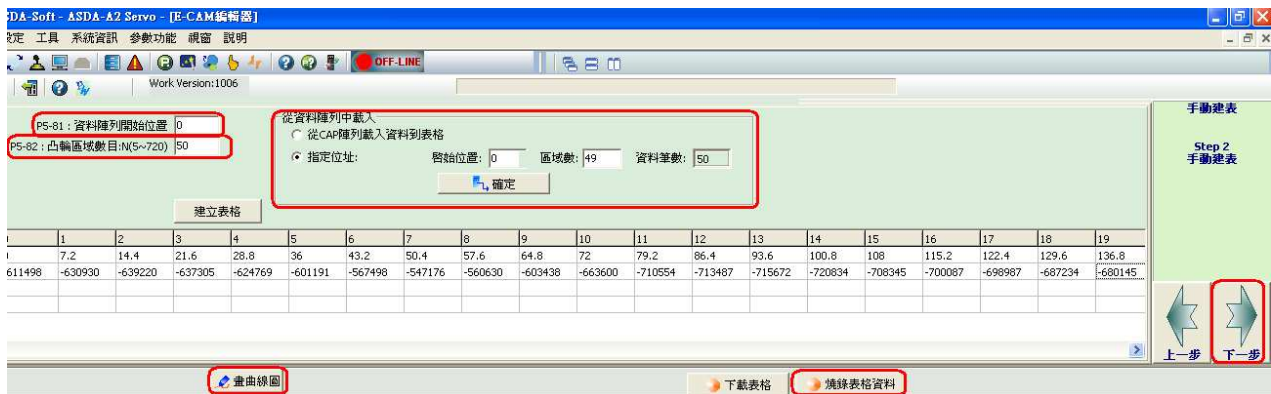 DA-Soft - ASDA-A2 Servo - [E-CAM編輯器]
設定 工具 系統資訊 參數功能 視窗 說明
OFF-LINE
Work Version:1006
P5-81 : 資料陣列開始位置 0
P5-82 : 凸輪區域數目:N(5~720) 50
從資料陣列中載入
從CAP陣列載入資料到表格
指定位址: 啓始位置: 0 區域數: 49 資料筆數: 50
確定
建立表格
手動建表
Step 2
手動建表
1 2 3 4 5 6 7 8 9 10 11 12 13 14 15 16 17 18 19
7.2 14.4 21.6 28.8 36 43.2 50.4 57.6 64.8 72 79.2 86.4 93.6 100.8 108 115.2 122.4 129.6 136.8
611498 -630930 -639220 -637305 -624769 -601191 -567498 -547176 -560630 -603438 -663600 -710554 -713487 -715672 -720834 -708345 -700087 -698987 -687234 -680145
上一步 下一步
畫曲線圖 下載表格 燒錄表格資料